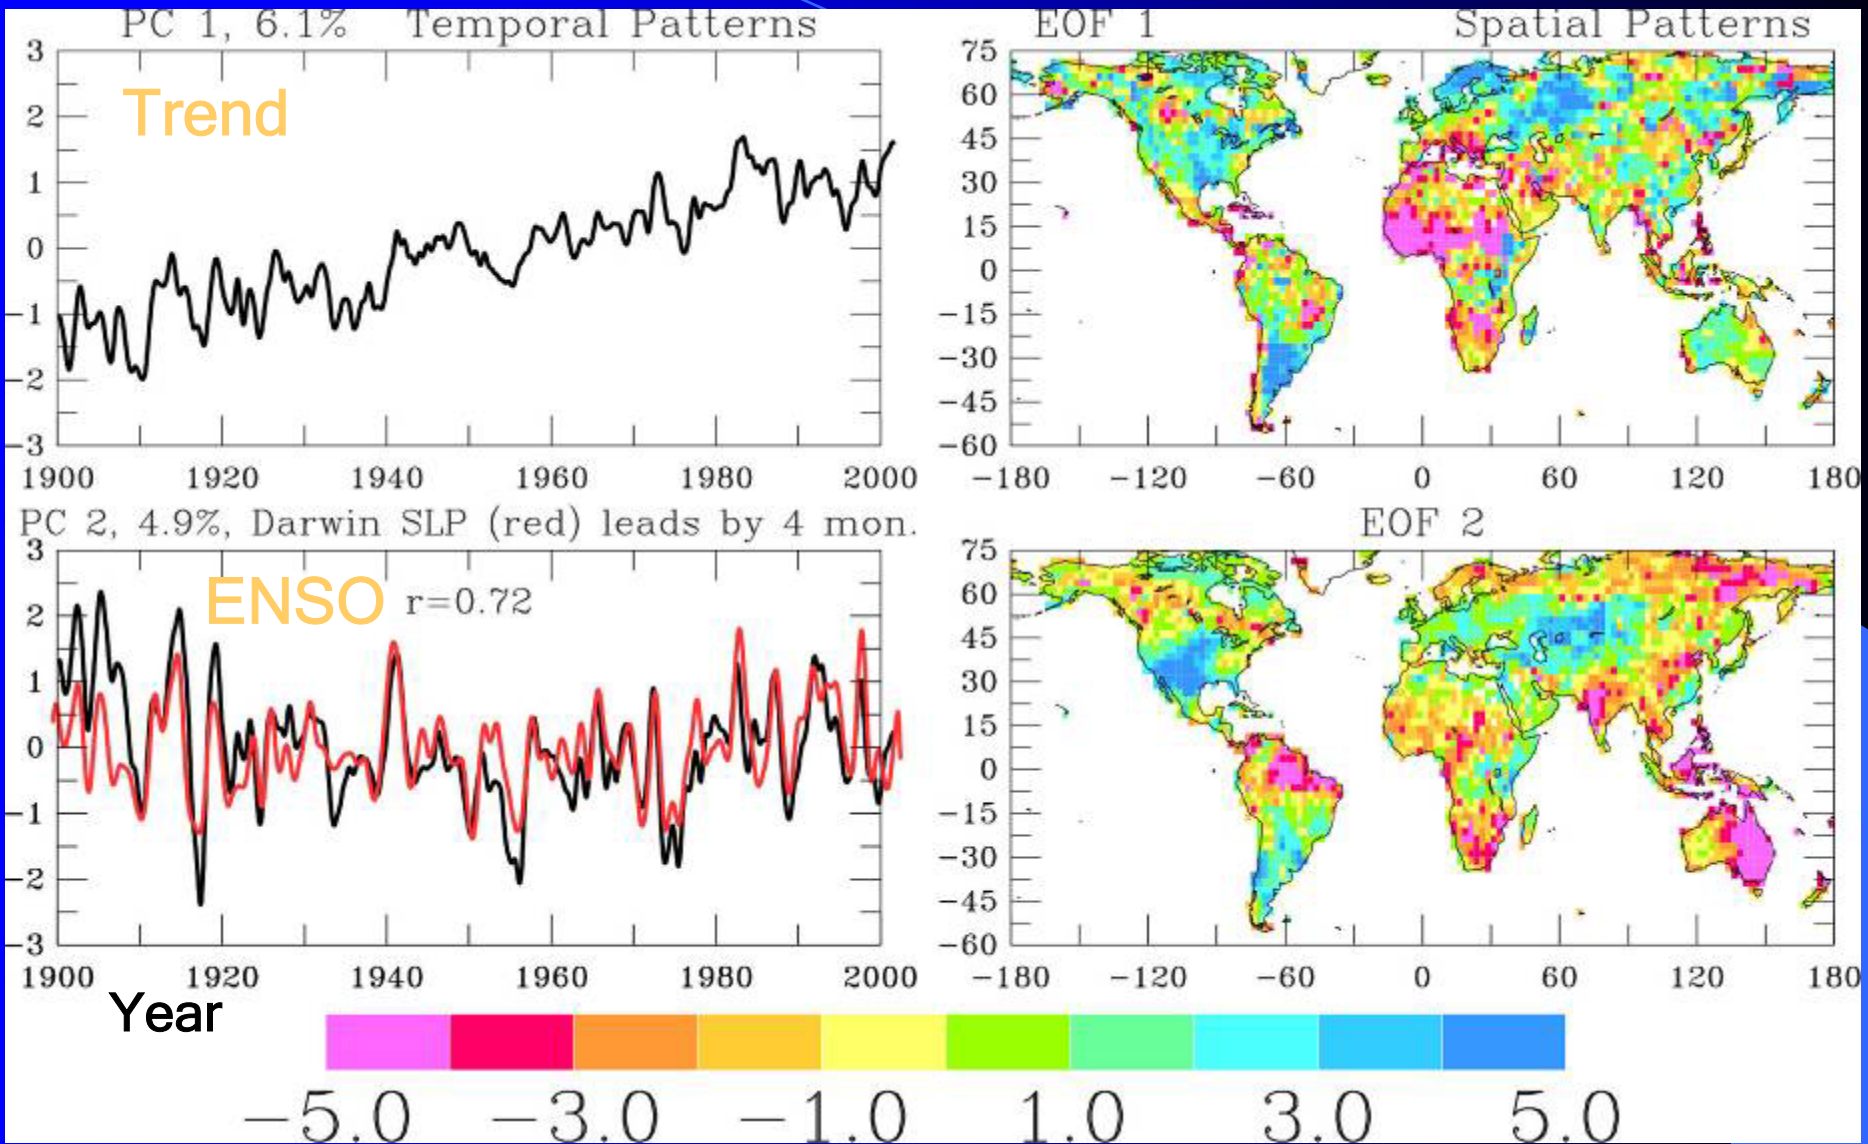 PC 1, 6.1% Temporal Patterns
Trend
3
2
1
0
−1
−2
−3
1900 1920 1940 1960 1980 2000
EOF 1 Spatial Patterns
75
60
45
30
15
0
−15
−30
−45
−60
−180 −120 −60 0 60 120 180
PC 2, 4.9%, Darwin SLP (red) leads by 4 mon.
ENSO r=0.72
3
2
1
0
−1
−2
−3
1900 1920 1940 1960 1980 2000
Year
EOF 2
75
60
45
30
15
0
−15
−30
−45
−60
−180 −120 −60 0 60 120 180
−5.0 −3.0 −1.0 1.0 3.0 5.0